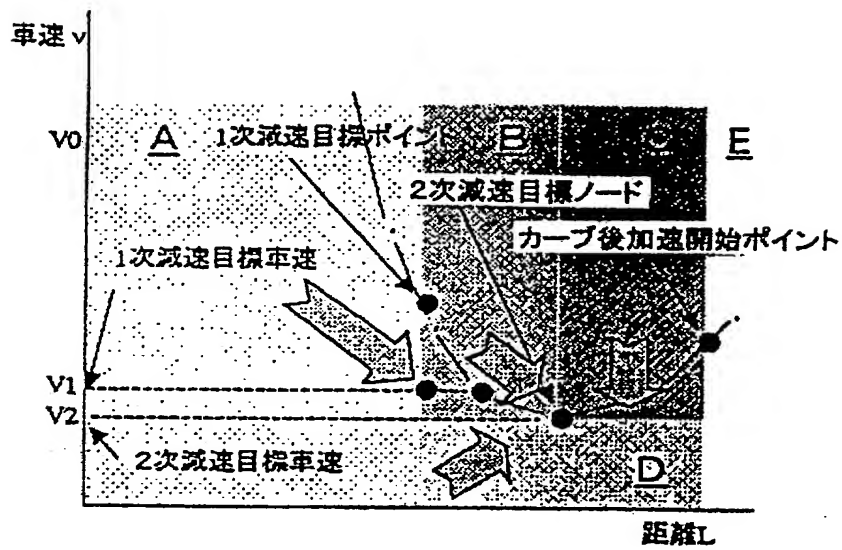 車速 v
V0
A
1次減速目標ポイント
B
C
E
2次減速目標ノード
カーブ後加速開始ポイント
1次減速目標車速
V1
V2
2次減速目標車速
D
距離L